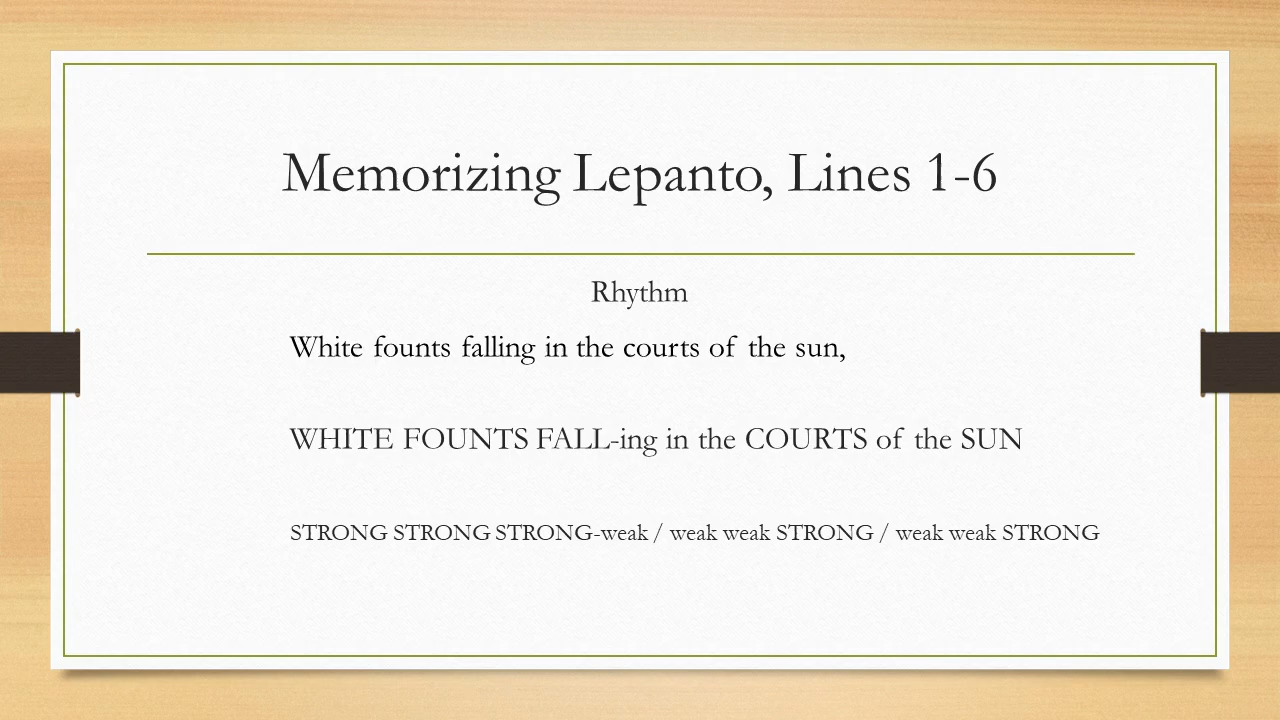 Memorizing Lepanto, Lines 1-6
Rhythm
White founts falling in the courts of the sun,
WHITE FOUNTS FALL-ing in the COURTS of the SUN
STRONG STRONG STRONG-weak / weak weak STRONG / weak weak STRONG